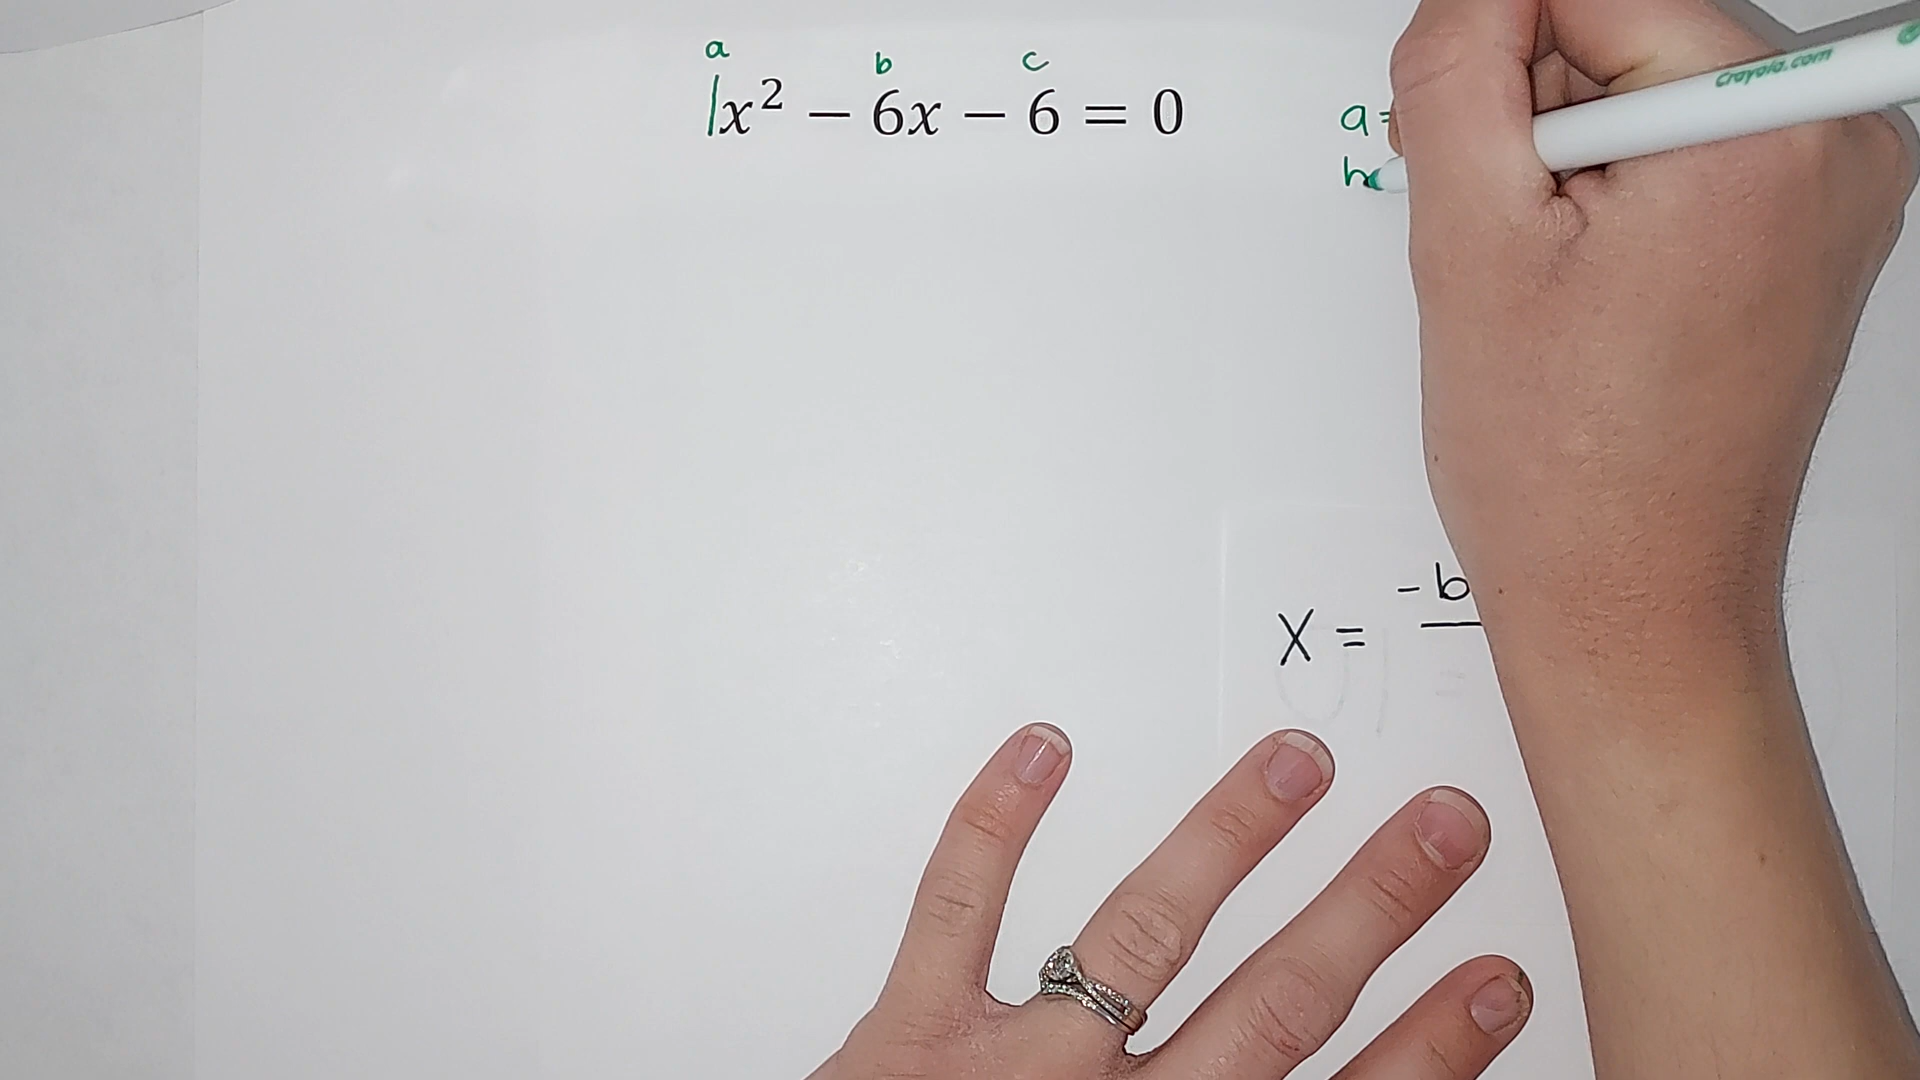 a b c
1x² − 6x − 6 = 0
a=
b
x = -b
Crayola.com